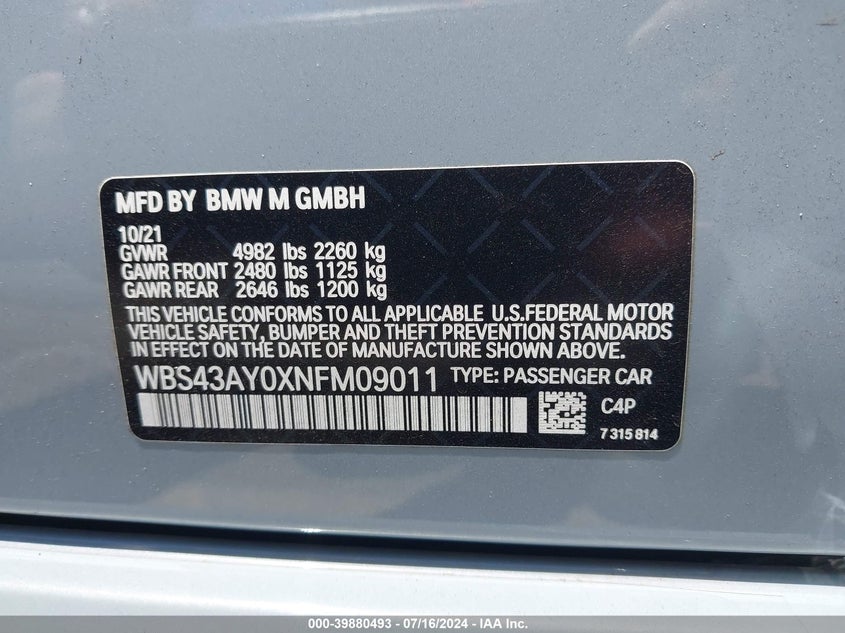 MFD BY BMW M GMBH
10/21
GVWR 4982 lbs 2260 kg
GAWR FRONT 2480 lbs 1125 kg
GAWR REAR 2646 lbs 1200 kg
THIS VEHICLE CONFORMS TO ALL APPLICABLE U.S.FEDERAL MOTOR
VEHICLE SAFETY, BUMPER AND THEFT PREVENTION STANDARDS
IN EFFECT ON THE DATE OF MANUFACTURE SHOWN ABOVE.
WBS43AY0XNFM09011 TYPE: PASSENGER CAR
C4P
7315814
000-39880493 - 07/16/2024 - IAA Inc.